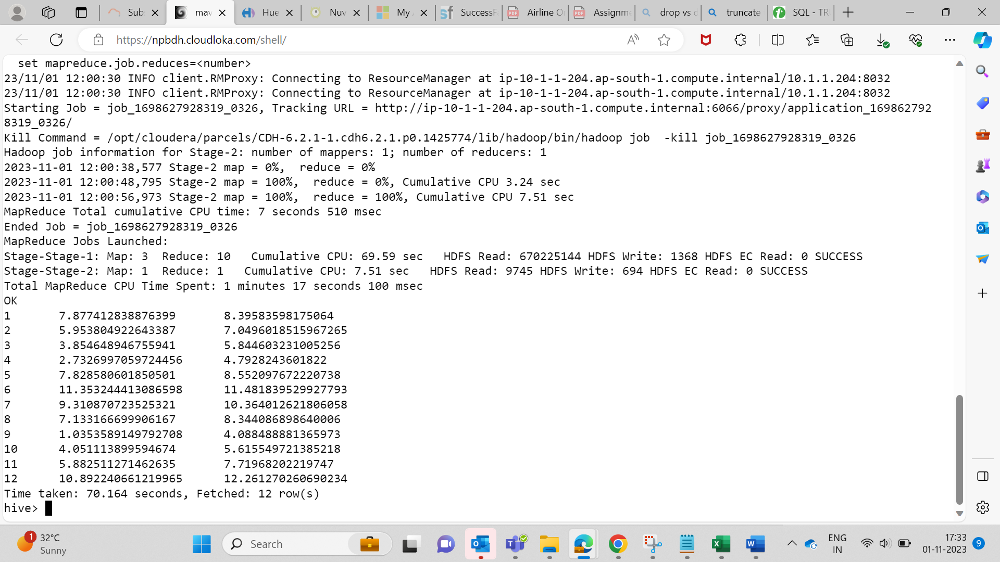 Sub
mav
Hue
Nuv
My
SuccessF
Airline O
Assignme
drop vs d
truncate
SQL - TR
https://npbdh.cloudloka.com/shell/
set mapreduce.job.reduces=<number>
23/11/01 12:00:30 INFO client.RMProxy: Connecting to ResourceManager at ip-10-1-1-204.ap-south-1.compute.internal/10.1.1.204:8032
23/11/01 12:00:30 INFO client.RMProxy: Connecting to ResourceManager at ip-10-1-1-204.ap-south-1.compute.internal/10.1.1.204:8032
Starting Job = job_1698627928319_0326, Tracking URL = http://ip-10-1-1-204.ap-south-1.compute.internal:6066/proxy/application_169862792
8319_0326/
Kill Command = /opt/cloudera/parcels/CDH-6.2.1-1.cdh6.2.1.p0.1425774/lib/hadoop/bin/hadoop job  -kill job_1698627928319_0326
Hadoop job information for Stage-2: number of mappers: 1; number of reducers: 1
2023-11-01 12:00:38,577 Stage-2 map = 0%,  reduce = 0%
2023-11-01 12:00:48,795 Stage-2 map = 100%,  reduce = 0%, Cumulative CPU 3.24 sec
2023-11-01 12:00:56,973 Stage-2 map = 100%,  reduce = 100%, Cumulative CPU 7.51 sec
MapReduce Total cumulative CPU time: 7 seconds 510 msec
Ended Job = job_1698627928319_0326
MapReduce Jobs Launched:
Stage-Stage-1: Map: 3  Reduce: 10   Cumulative CPU: 69.59 sec   HDFS Read: 670225144 HDFS Write: 1368 HDFS EC Read: 0 SUCCESS
Stage-Stage-2: Map: 1  Reduce: 1   Cumulative CPU: 7.51 sec   HDFS Read: 9745 HDFS Write: 694 HDFS EC Read: 0 SUCCESS
Total MapReduce CPU Time Spent: 1 minutes 17 seconds 100 msec
OK
1 7.877412838876399 8.39583598175064
2 5.953804922643387 7.0496018515967265
3 3.854648946755941 5.844603231005256
4 2.7326997059724456 4.7928243601822
5 7.828580601850501 8.552097672220738
6 11.353244413086598 11.481839529927793
7 9.310870723525321 10.364012621806058
8 7.133166699906167 8.344086898640006
9 1.0353589149792708 4.0884888813659​73
10 4.051113899594674 5.615549721385218
11 5.882511271462635 7.71968202219747
12 10.892240661219965 12.261270260690234
Time taken: 70.164 seconds, Fetched: 12 row(s)
hive>
1
32°C
Sunny
Search
ENG
IN
17:33
01-11-2023
9